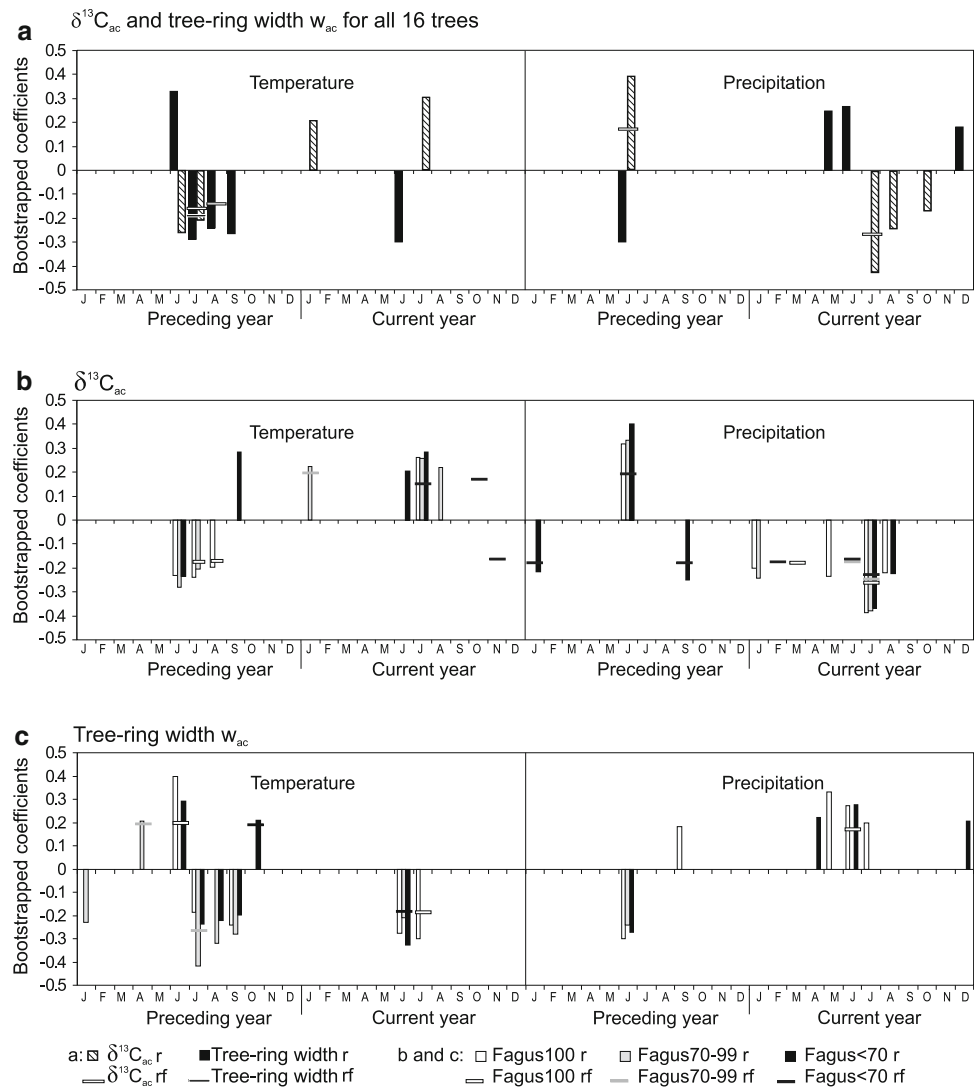 a δ¹³C_ac and tree-ring width w_ac for all 16 trees
Bootstrapped coefficients
0.5
0.4
0.3
0.2
0.1
0
-0.1
-0.2
-0.3
-0.4
-0.5
Temperature Precipitation
J F M A M J J A S O N D J F M A M J J A S O N D J F M A M J J A S O N D J F M A M J J A S O N D
Preceding year Current year Preceding year Current year
b δ¹³C_ac
Bootstrapped coefficients
0.5
0.4
0.3
0.2
0.1
0
-0.1
-0.2
-0.3
-0.4
-0.5
Temperature Precipitation
J F M A M J J A S O N D J F M A M J J A S O N D J F M A M J J A S O N D J F M A M J J A S O N D
Preceding year Current year Preceding year Current year
c Tree-ring width w_ac
Bootstrapped coefficients
0.5
0.4
0.3
0.2
0.1
0
-0.1
-0.2
-0.3
-0.4
-0.5
Temperature Precipitation
J F M A M J J A S O N D J F M A M J J A S O N D J F M A M J J A S O N D J F M A M J J A S O N D
Preceding year Current year Preceding year Current year
a: δ¹³C_ac r Tree-ring width r b and c: Fagus100 r Fagus70-99 r Fagus<70 r
δ¹³C_ac rf Tree-ring width rf Fagus100 rf Fagus70-99 rf Fagus<70 rf